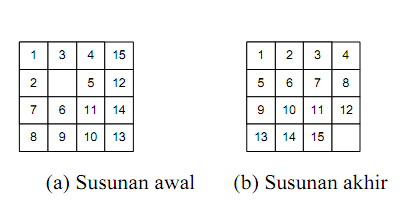 1 3 4 15
2 5 12
7 6 11 14
8 9 10 13
(a) Susunan awal
1 2 3 4
5 6 7 8
9 10 11 12
13 14 15
(b) Susunan akhir